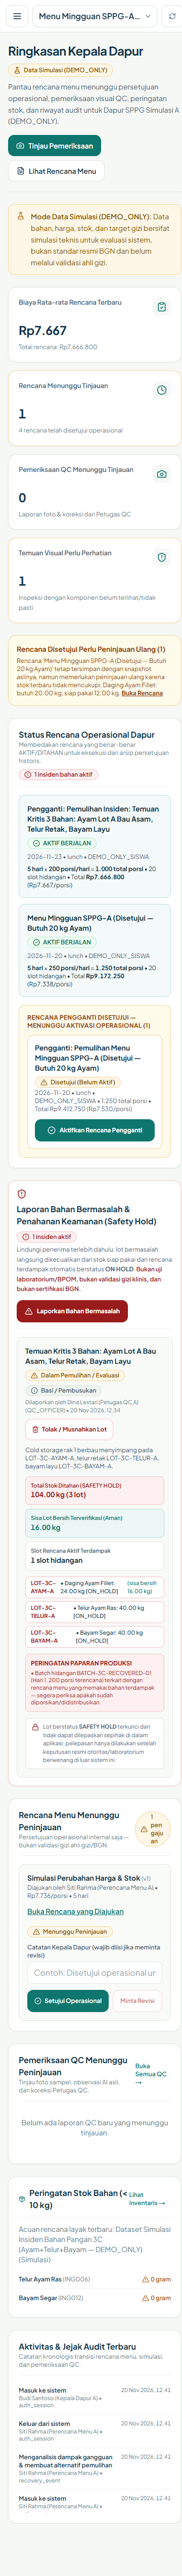 Menu Mingguan SPPG-A...
Ringkasan Kepala Dapur
Data Simulasi (DEMO_ONLY)
Pantau rencana menu menunggu persetujuan
operasional, pemeriksaan visual QC, peringatan
stok, dan riwayat audit untuk Dapur SPPG Simulasi A
(DEMO_ONLY).
Tinjau Pemeriksaan
Lihat Rencana Menu
Mode Data Simulasi (DEMO_ONLY): Data
bahan, harga, stok, dan target gizi bersifat
simulasi teknis untuk evaluasi sistem,
bukan standar resmi BGN dan belum
melalui validasi ahli gizi.
Biaya Rata-rata Rencana Terbaru
Rp7.667
Total rencana: Rp7.666.800
Rencana Menunggu Tinjauan
1
4 rencana telah disetujui operasional
Pemeriksaan QC Menunggu Tinjauan
0
Laporan foto & koreksi dari Petugas QC
Temuan Visual Perlu Perhatian
1
Inspeksi dengan komponen belum terlihat/tidak
pasti
Rencana Disetujui Perlu Peninjauan Ulang (1)
Rencana 'Menu Mingguan SPPG-A (Disetujui — Butuh
20 kg Ayam)' tetap tersimpan dengan snapshot
aslinya, namun memerlukan peninjauan ulang karena
stok terbaru tidak mencukupi. Daging Ayam Fillet:
butuh 20.00 kg, siap pakai 12.00 kg. Buka Rencana
Status Rencana Operasional Dapur
Membedakan rencana yang benar-benar
AKTIF/DITAHAN untuk eksekusi dari arsip persetujuan
historis.
1 insiden bahan aktif
Pengganti: Pemulihan Insiden: Temuan
Kritis 3 Bahan: Ayam Lot A Bau Asam,
Telur Retak, Bayam Layu
AKTIF BERJALAN
2026-11-23 • lunch • DEMO_ONLY_SISWA
5 hari × 200 porsi/hari = 1.000 total porsi • 20
slot hidangan • Total Rp7.666.800
(Rp7.667/porsi)
Menu Mingguan SPPG-A (Disetujui —
Butuh 20 kg Ayam)
AKTIF BERJALAN
2026-11-20 • lunch • DEMO_ONLY_SISWA
5 hari × 250 porsi/hari = 1.250 total porsi • 20
slot hidangan • Total Rp9.172.250
(Rp7.338/porsi)
RENCANA PENGGANTI DISETUJUI —
MENUNGGU AKTIVASI OPERASIONAL (1)
Pengganti: Pemulihan Menu
Mingguan SPPG-A (Disetujui —
Butuh 20 kg Ayam)
Disetujui (Belum Aktif)
2026-11-20 • lunch •
DEMO_ONLY_SISWA • 1.250 total porsi •
Total Rp9.412.750 (Rp7.530/porsi)
Aktifkan Rencana Pengganti
Laporan Bahan Bermasalah &
Penahanan Keamanan (Safety Hold)
1 insiden aktif
Lindungi penerima terlebih dahulu: lot bermasalah
langsung dikecualikan dari stok siap pakai dan rencana
terdampak otomatis berstatus ON HOLD. Bukan uji
laboratorium/BPOM, bukan validasi gizi klinis, dan
bukan sertifikasi BGN.
Laporkan Bahan Bermasalah
Temuan Kritis 3 Bahan: Ayam Lot A Bau
Asam, Telur Retak, Bayam Layu
Dalam Pemulihan / Evaluasi
Basi / Pembusukan
Dilaporkan oleh Dina Lestari (Petugas QC A)
(QC_OFFICER) • 20 Nov 2026, 12.34
Tolak / Musnahkan Lot
Cold storage rak 1 berbau menyimpang pada
LOT-3C-AYAM-A, telur retak LOT-3C-TELUR-A,
bayam layu LOT-3C-BAYAM-A.
Total Stok Ditahan (SAFETY HOLD)
104.00 kg (3 lot)
Sisa Lot Bersih Terverifikasi (Aman)
16.00 kg
Slot Rencana Aktif Terdampak
1 slot hidangan
LOT-3C-AYAM-A • Daging Ayam Fillet: 24.00 kg [ON_HOLD] (sisa bersih 16.00 kg)
LOT-3C-TELUR-A • Telur Ayam Ras: 40.00 kg [ON_HOLD]
LOT-3C-BAYAM-A • Bayam Segar: 40.00 kg [ON_HOLD]
PERINGATAN PAPARAN PRODUKSI
• Batch hidangan BATCH-3C-RECOVERED-01
(Hari 1, 200 porsi terencana) terkait dengan
rencana menu yang memakai bahan terdampak
— segera periksa apakah sudah
diporsikan/didistribusikan.
Lot berstatus SAFETY HOLD terkunci dan
tidak dapat dilepaskan sepihak di dalam
aplikasi; pelepasan hanya dilakukan setelah
keputusan resmi otoritas/laboratorium
berwenang di luar sistem ini.
Rencana Menu Menunggu
Peninjauan
Persetujuan operasional internal saja —
bukan validasi gizi ahli gizi/BGN.
1
pen
gaju
an
Simulasi Perubahan Harga & Stok (v1)
Diajukan oleh Siti Rahma (Perencana Menu A) •
Rp7.736/porsi • 5 hari
Buka Rencana yang Diajukan
Menunggu Peninjauan
Catatan Kepala Dapur (wajib diisi jika meminta
revisi)
Contoh: Disetujui operasional ur
Setujui Operasional
Minta Revisi
Pemeriksaan QC Menunggu
Peninjauan
Tinjau foto sampel, observasi AI asli,
dan koreksi Petugas QC.
Buka
Semua QC
→
Belum ada laporan QC baru yang menunggu
tinjauan.
Peringatan Stok Bahan (<
10 kg)
Lihat
Inventaris →
Acuan rencana layak terbaru: Dataset Simulasi
Insiden Bahan Pangan 3C
(Ayam+Telur+Bayam — DEMO_ONLY)
(Simulasi)
Telur Ayam Ras (ING006) 0 gram
Bayam Segar (ING012) 0 gram
Aktivitas & Jejak Audit Terbaru
Catatan kronologis transisi rencana menu, simulasi,
dan pemeriksaan QC.
Masuk ke sistem 20 Nov 2026, 12.41
Budi Santoso (Kepala Dapur A) •
auth_session
Keluar dari sistem 20 Nov 2026, 12.41
Siti Rahma (Perencana Menu A) •
auth_session
Menganalisis dampak gangguan 20 Nov 2026, 12.41
& membuat alternatif pemulihan
Siti Rahma (Perencana Menu A) •
recovery_event
Masuk ke sistem 20 Nov 2026, 12.41
Siti Rahma (Perencana Menu A) •